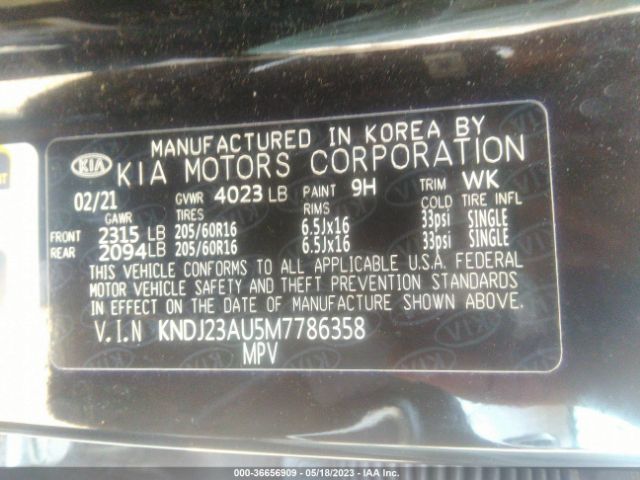 MANUFACTURED IN KOREA BY
KIA KIA MOTORS CORPORATION
02/21 GVWR 4023 LB PAINT 9H TRIM WK
GAWR TIRES RIMS COLD TIRE INFL
FRONT 2315 LB 205/60R16 6.5Jx16 33psi SINGLE
REAR 2094 LB 205/60R16 6.5Jx16 33psi SINGLE
THIS VEHICLE CONFORMS TO ALL APPLICABLE U.S.A. FEDERAL
MOTOR VEHICLE SAFETY AND THEFT PREVENTION STANDARDS
IN EFFECT ON THE DATE OF MANUFACTURE SHOWN ABOVE.
V.I.N KNDJ23AU5M7786358
MPV
000-36656909 - 05/18/2023 - IAA Inc.